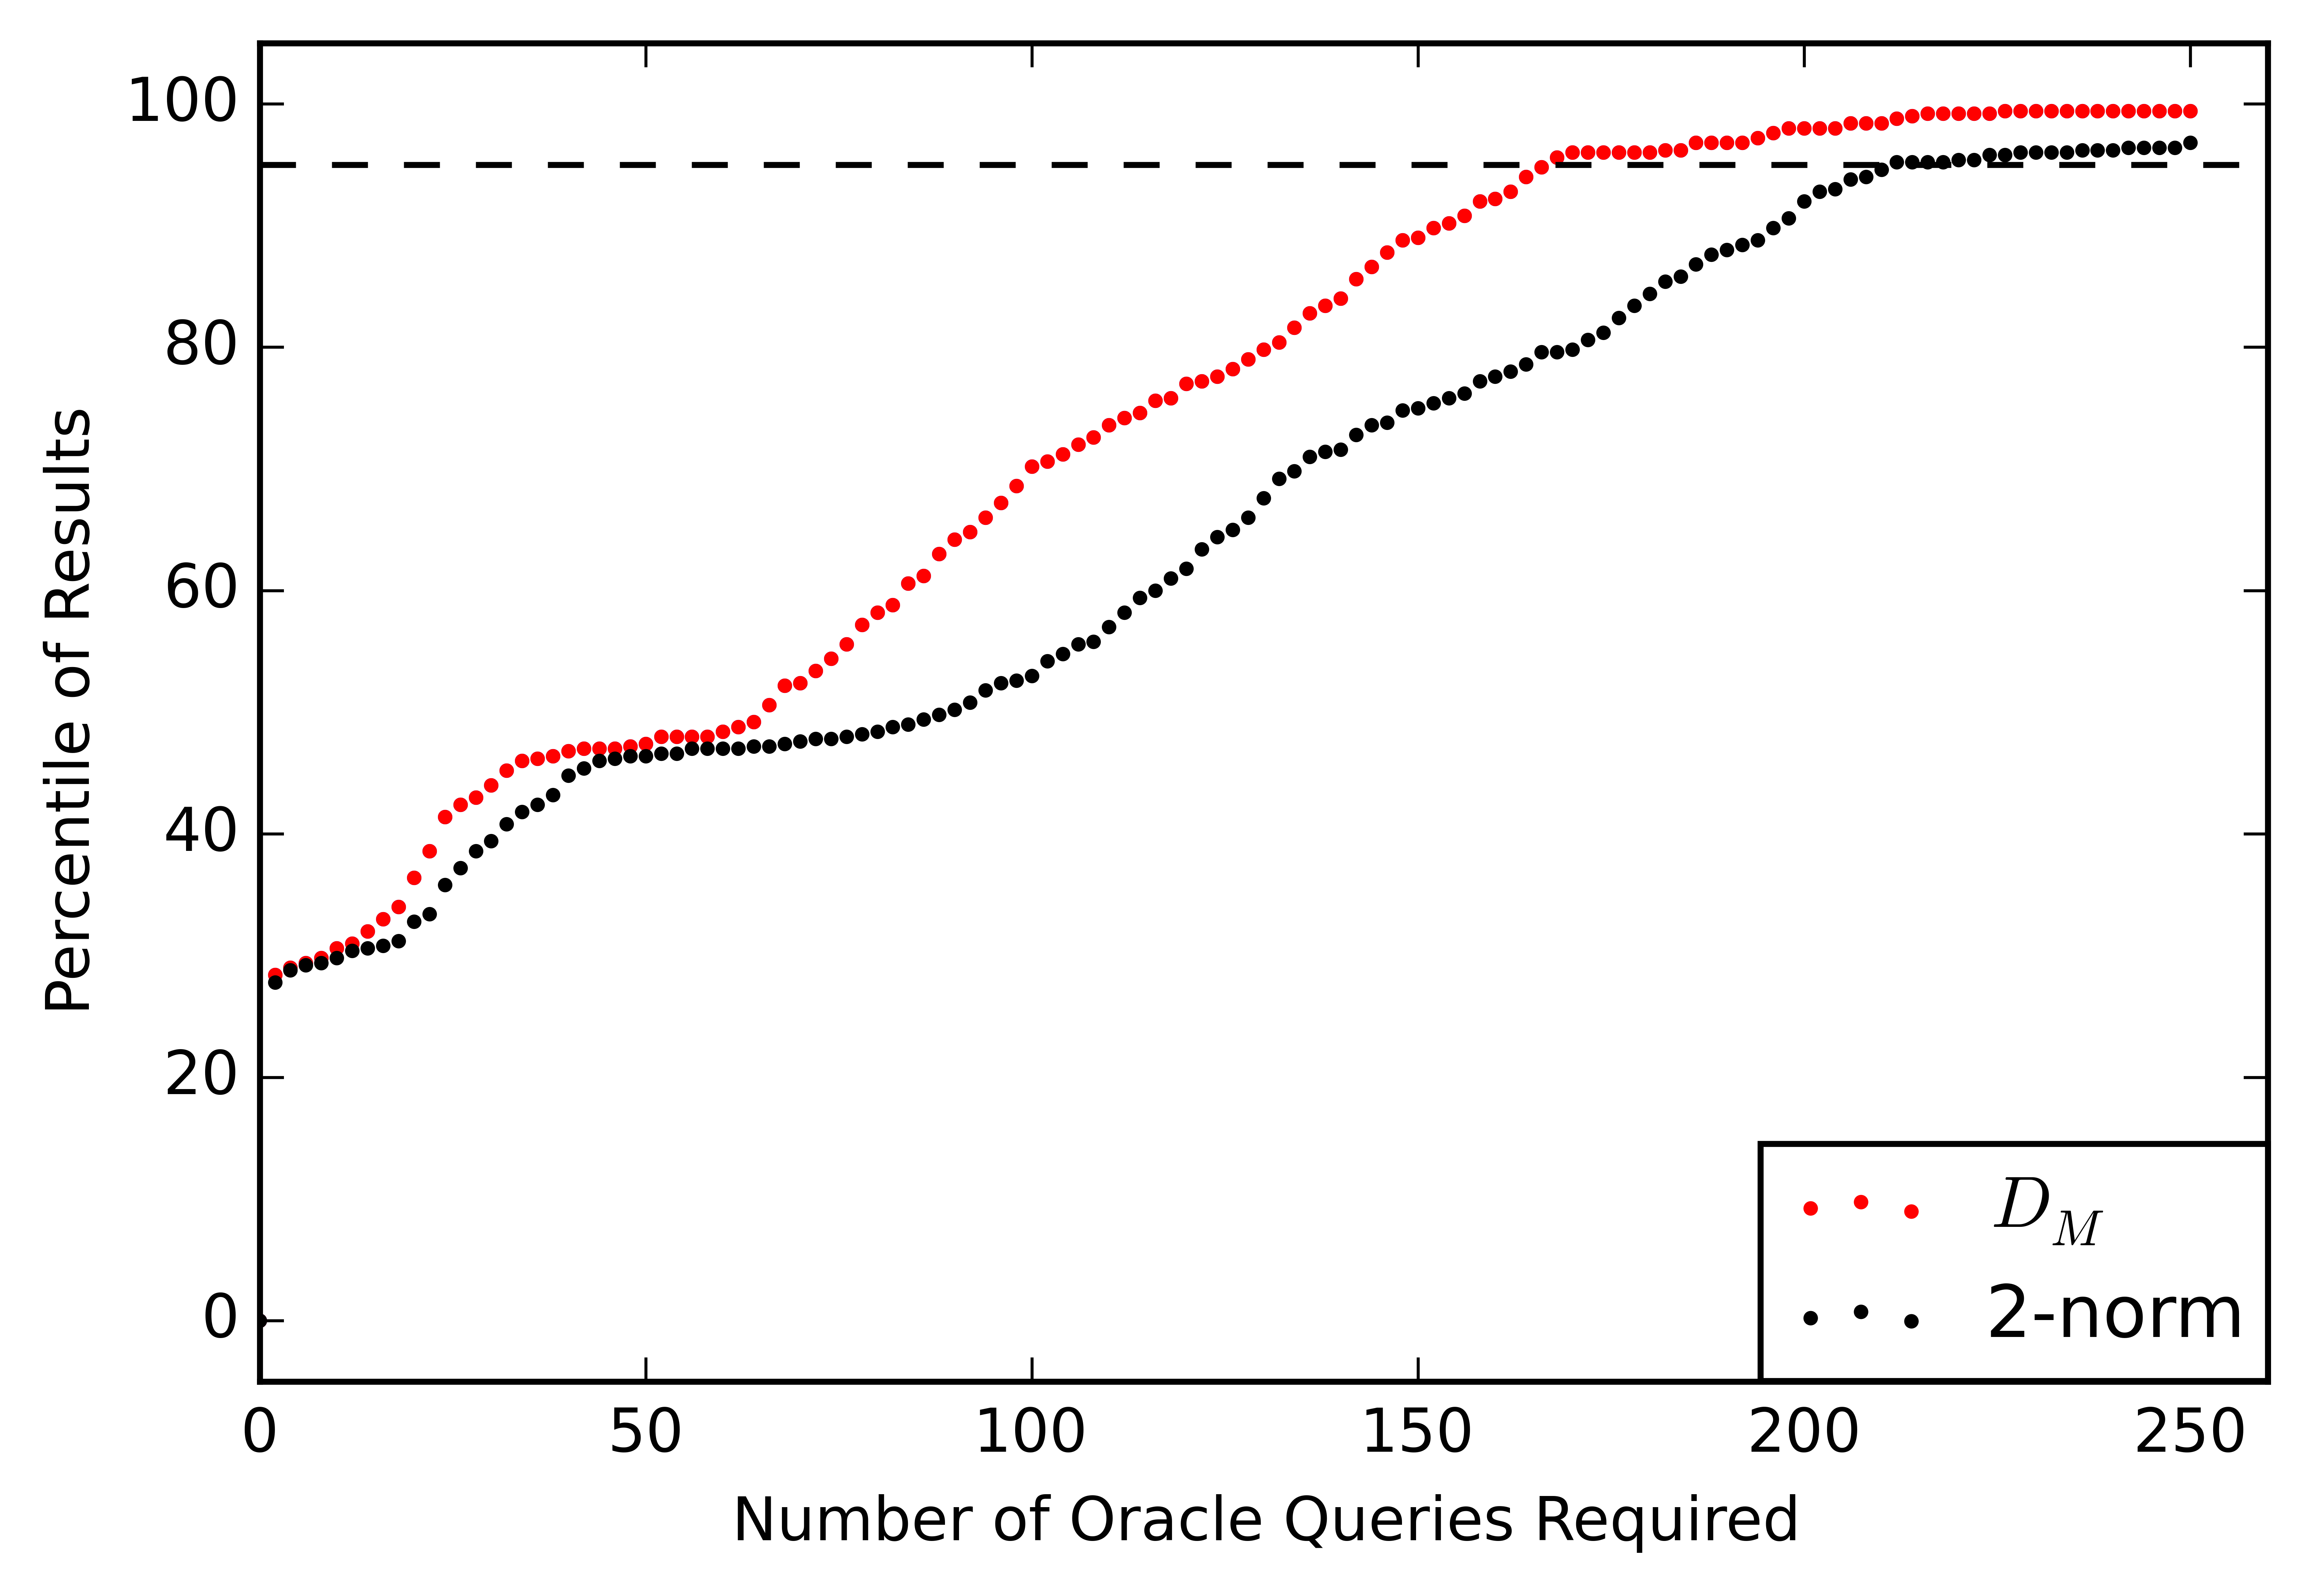 100
80
60
40
20
0
Percentile of Results
0 50 100 150 200 250
Number of Oracle Queries Required
D_M
2-norm